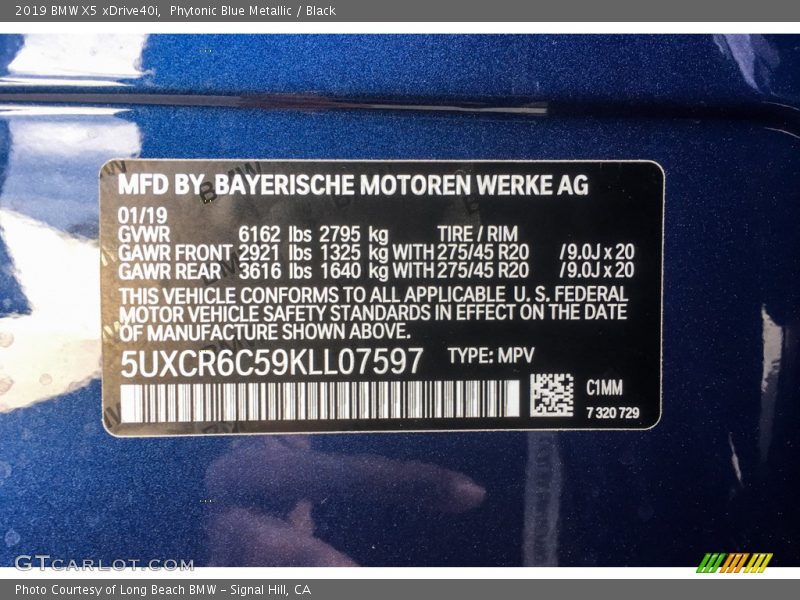 2019 BMW X5 xDrive40i, Phytonic Blue Metallic / Black
MFD BY BAYERISCHE MOTOREN WERKE AG
01/19
GVWR 6162 lbs 2795 kg TIRE / RIM
GAWR FRONT 2921 lbs 1325 kg WITH 275/45 R20 /9.0J x 20
GAWR REAR 3616 lbs 1640 kg WITH 275/45 R20 /9.0J x 20
THIS VEHICLE CONFORMS TO ALL APPLICABLE U. S. FEDERAL
MOTOR VEHICLE SAFETY STANDARDS IN EFFECT ON THE DATE
OF MANUFACTURE SHOWN ABOVE.
5UXCR6C59KLL07597 TYPE: MPV
C1MM
7 320 729
GTCARLOT.COM
Photo Courtesy of Long Beach BMW - Signal Hill, CA